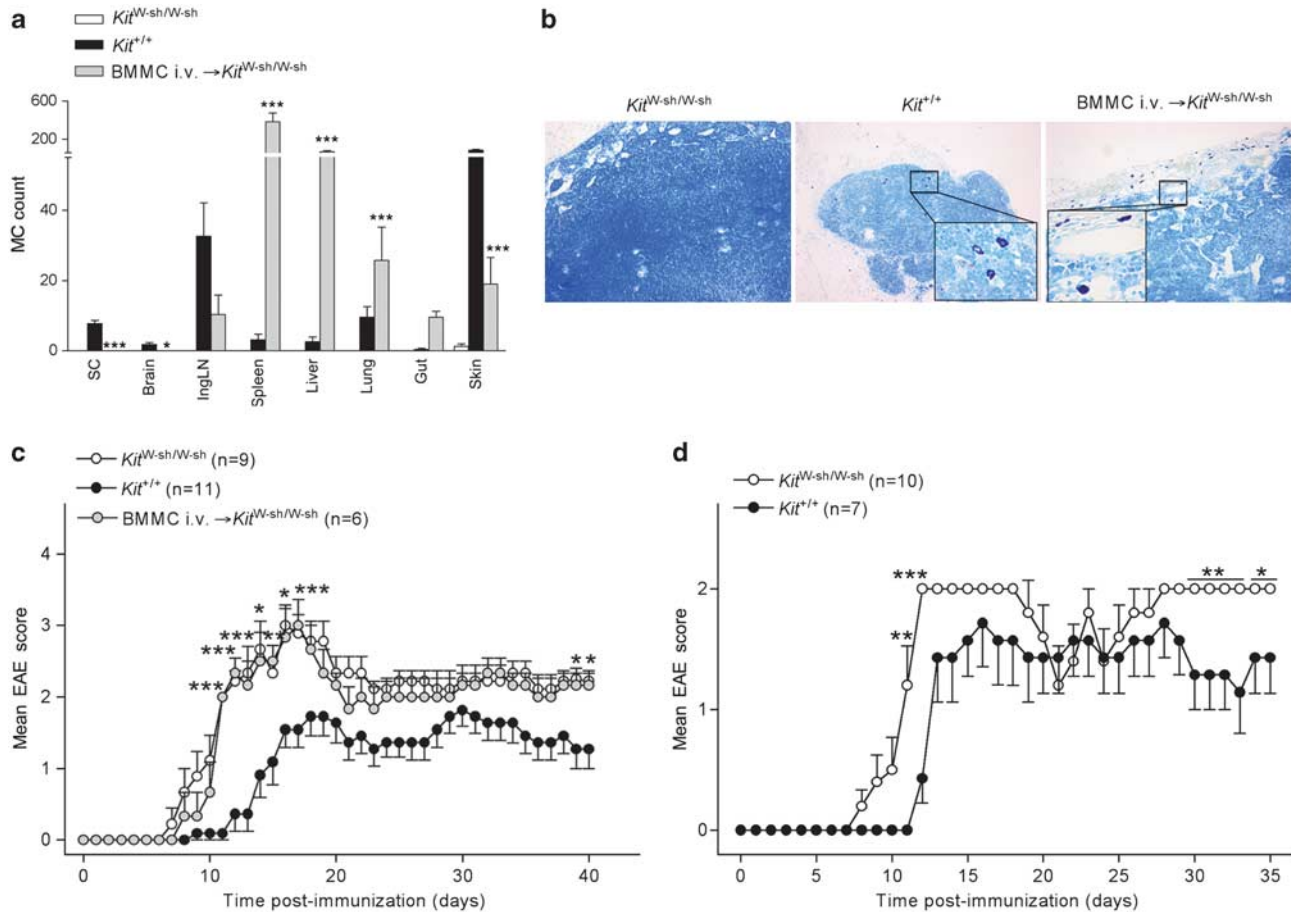 a
Kit^W-sh/W-sh
Kit^+/+
BMMC i.v. →Kit^W-sh/W-sh
MC count
600
200
40
20
0
***
***
***
***
***
*
SC
Brain
IngLN
Spleen
Liver
Lung
Gut
Skin
b
Kit^W-sh/W-sh
Kit^+/+
BMMC i.v. →Kit^W-sh/W-sh
c
Kit^W-sh/W-sh (n=9)
Kit^+/+ (n=11)
BMMC i.v. →Kit^W-sh/W-sh (n=6)
Mean EAE score
4
3
2
1
0
* ***
*
***
**
***
***
**
0 10 20 30 40
Time post-immunization (days)
d
Kit^W-sh/W-sh (n=10)
Kit^+/+ (n=7)
Mean EAE score
2
1
0
***
**
**
*
0 5 10 15 20 25 30 35
Time post-immunization (days)